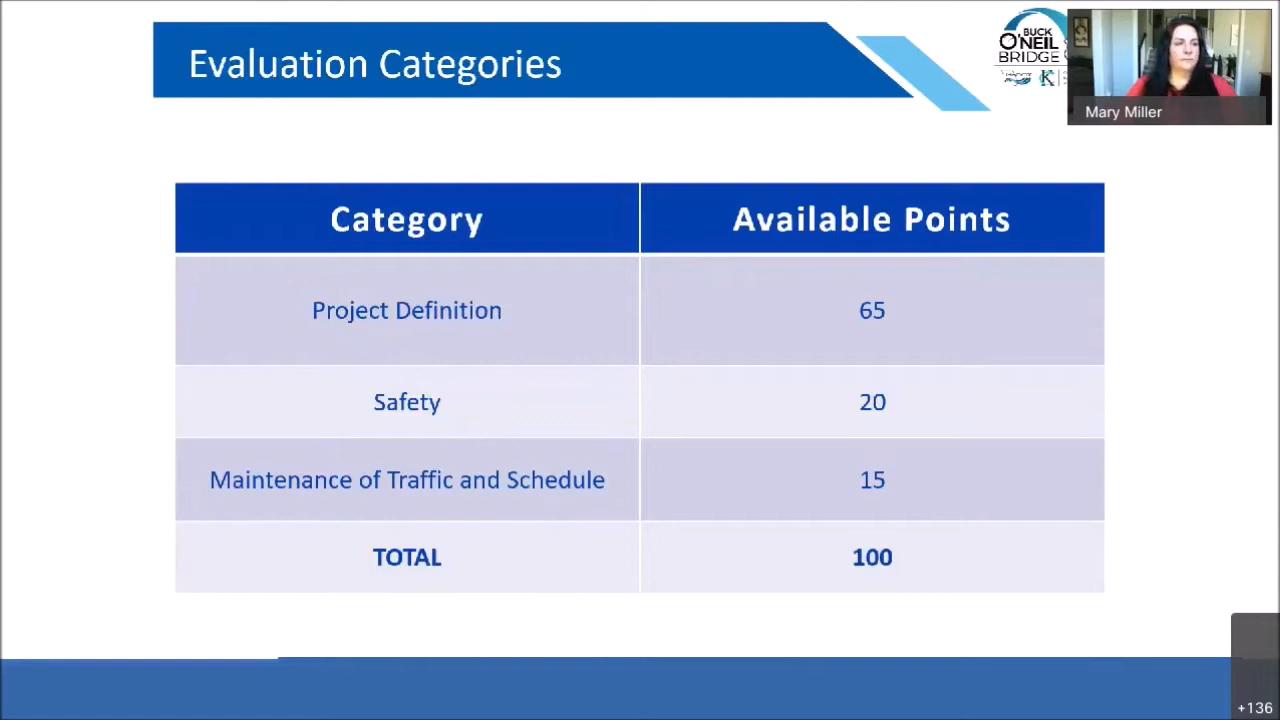 Evaluation Categories
BUCK
O'NEIL
BRIDGE
Mary Miller
Category Available Points
Project Definition 65
Safety 20
Maintenance of Traffic and Schedule 15
TOTAL 100
+136